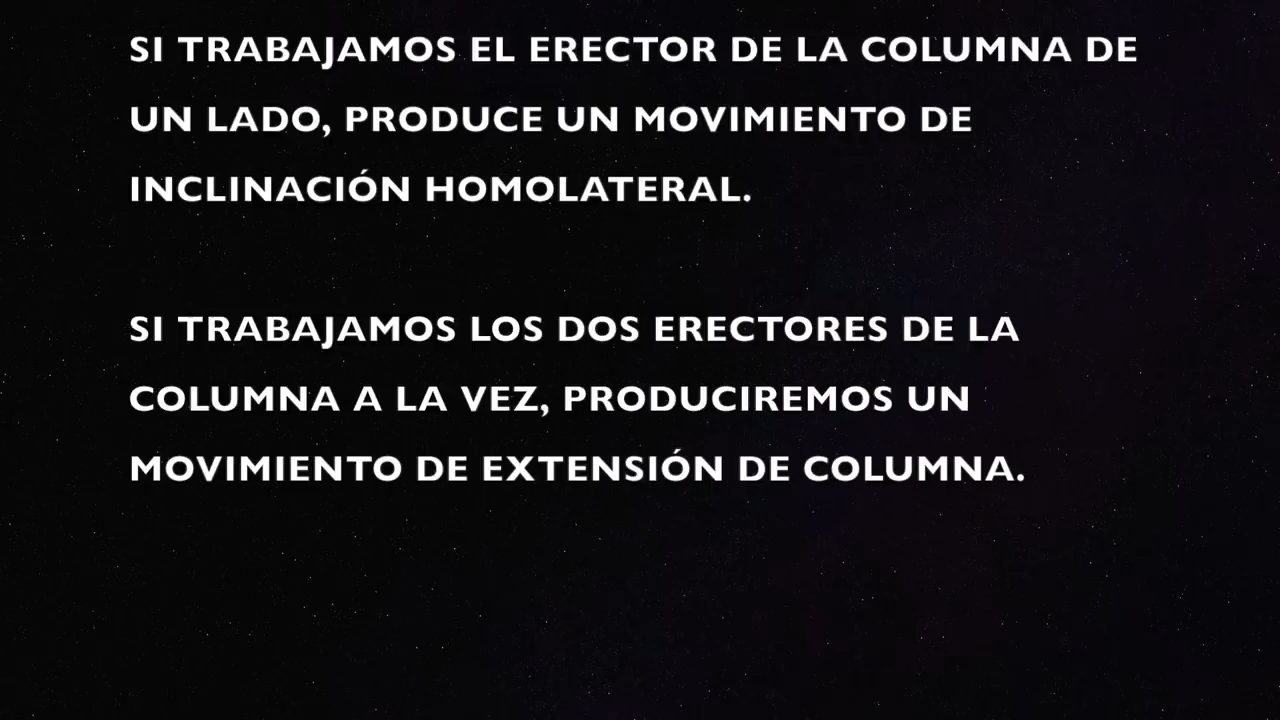 SI TRABAJAMOS EL ERECTOR DE LA COLUMNA DE
UN LADO, PRODUCE UN MOVIMIENTO DE
INCLINACIÓN HOMOLATERAL.
SI TRABAJAMOS LOS DOS ERECTORES DE LA
COLUMNA A LA VEZ, PRODUCIREMOS UN
MOVIMIENTO DE EXTENSIÓN DE COLUMNA.